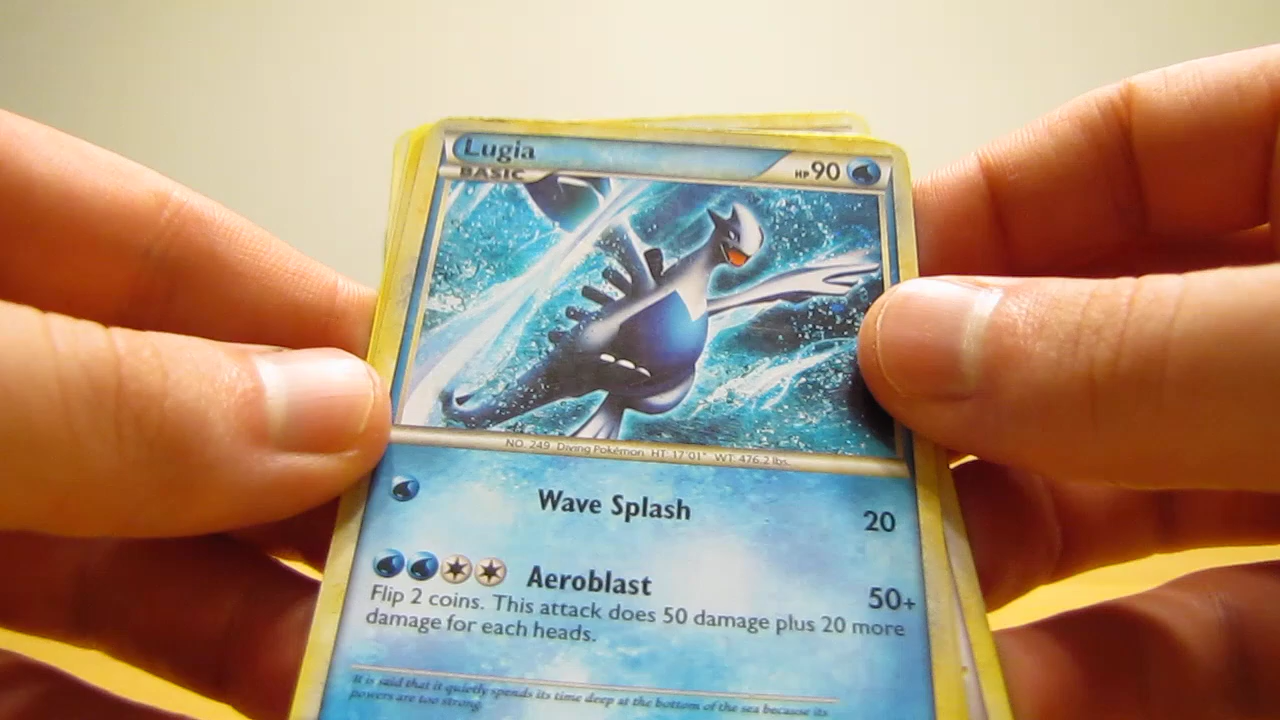 Lugia
HP 90
BASIC
NO. 249 Diving Pokémon HT: 17'01" WT: 476.2 lbs.
Wave Splash 20
Aeroblast 50+
Flip 2 coins. This attack does 50 damage plus 20 more
damage for each heads.
It is said that it quietly spends its time deep at the bottom of the sea because its
powers are too strong.